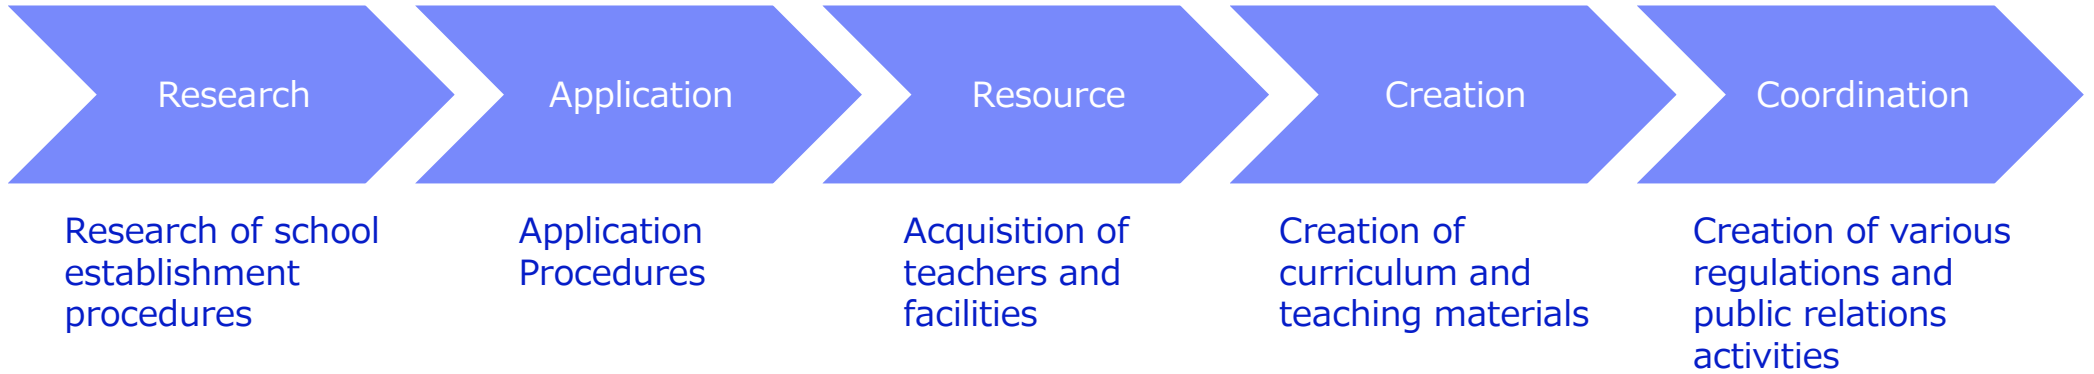 Research
Application
Resource
Creation
Coordination
Research of school
establishment
procedures
Application
Procedures
Acquisition of
teachers and
facilities
Creation of
curriculum and
teaching materials
Creation of various
regulations and
public relations
activities